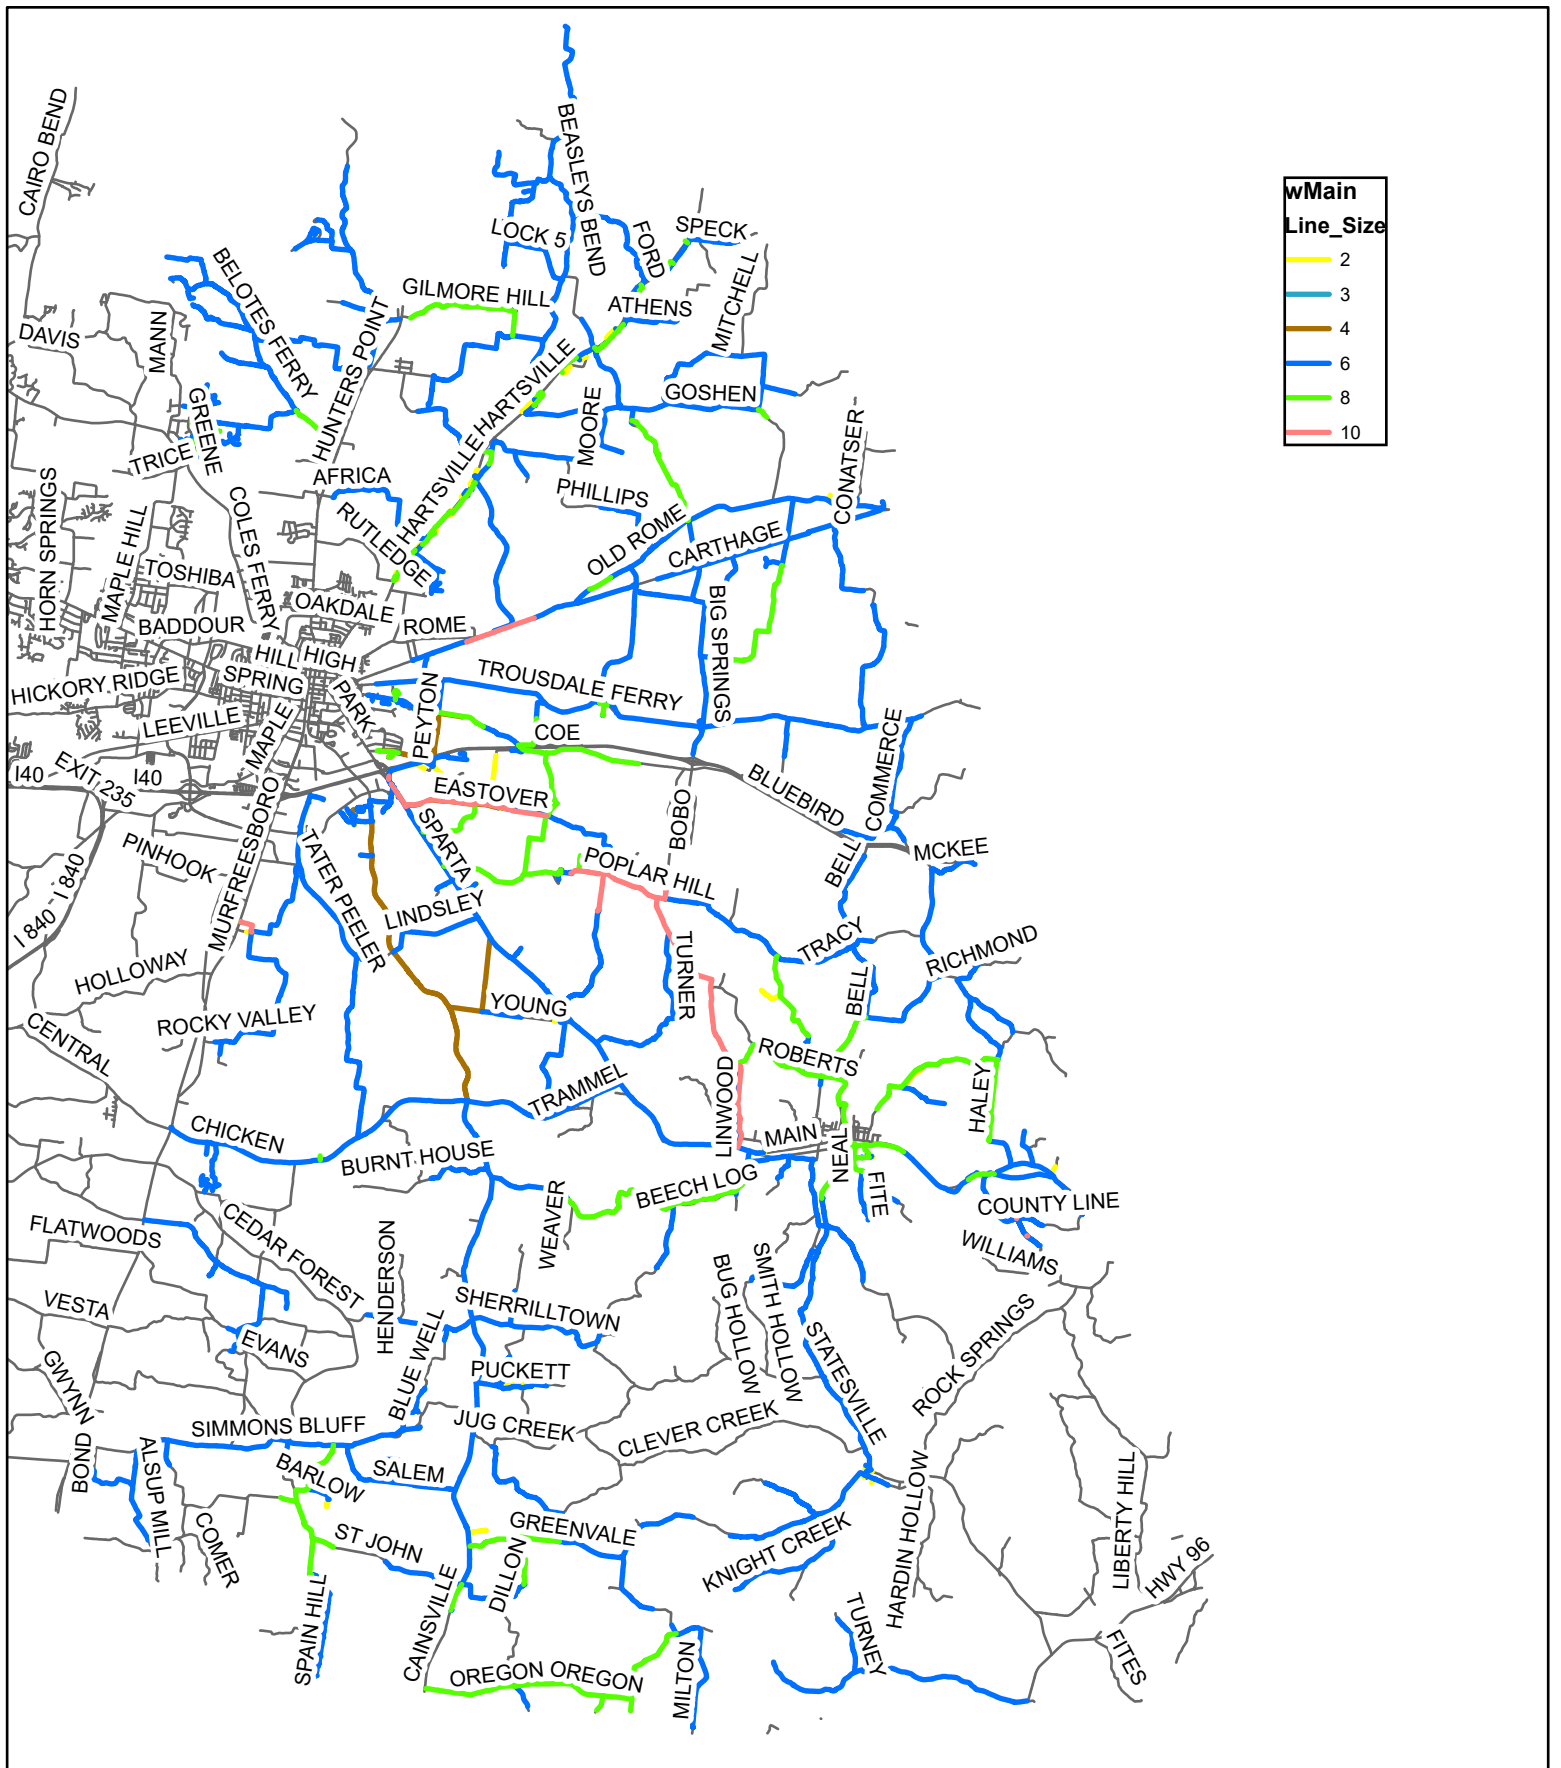 CAIRO BEND
BEASLEYS BEND
LOCK 5
FORD
SPECK
wMain
Line_Size
2
3
4
6
8
10
BELOTES FERRY
GILMORE HILL
ATHENS
MITCHELL
DAVIS
MANN
HUNTERS POINT
HARTSVILLE
GREENE
MOORE
GOSHEN
TRICE
AFRICA
HARTSVILLE
PHILLIPS
CONATSER
HORN SPRINGS
MAPLE HILL
COLES FERRY
RUTLEDGE
OLD ROME
CARTHAGE
TOSHIBA
OAKDALE
BADDOUR
ROME
BIG SPRINGS
HILL
HIGH
HICKORY RIDGE
SPRING
PARK
TROUSDALE FERRY
LEEVILLE
MAPLE
PEYTON
COE
COMMERCE
I40
EXIT 235
I40
EASTOVER
BLUEBIRD
MURFREESBORO
SPARTA
BOBO
PINHOOK
TATER PEELER
POPLAR HILL
BELL
MCKEE
I 840
I 840
LINDSLEY
TRACY
RICHMOND
HOLLOWAY
TURNER
BELL
ROCKY VALLEY
YOUNG
CENTRAL
ROBERTS
TRAMMEL
LINWOOD
HALEY
CHICKEN
BURNT HOUSE
MAIN
NEAL
FITE
BEECH LOG
WEAVER
COUNTY LINE
FLATWOODS
CEDAR FOREST
HENDERSON
WILLIAMS
BUG HOLLOW
SMITH HOLLOW
VESTA
SHERRILLTOWN
EVANS
BLUE WELL
STATESVILLE
ROCK SPRINGS
GWYNN
PUCKETT
SIMMONS BLUFF
JUG CREEK
CLEVER CREEK
BOND
ALSUP MILL
BARLOW
SALEM
HARDIN HOLLOW
LIBERTY HILL
COMER
ST JOHN
GREENVALE
KNIGHT CREEK
HWY 96
DILLON
SPAIN HILL
CAINSVILLE
TURNEY
FITES
OREGON
OREGON
MILTON